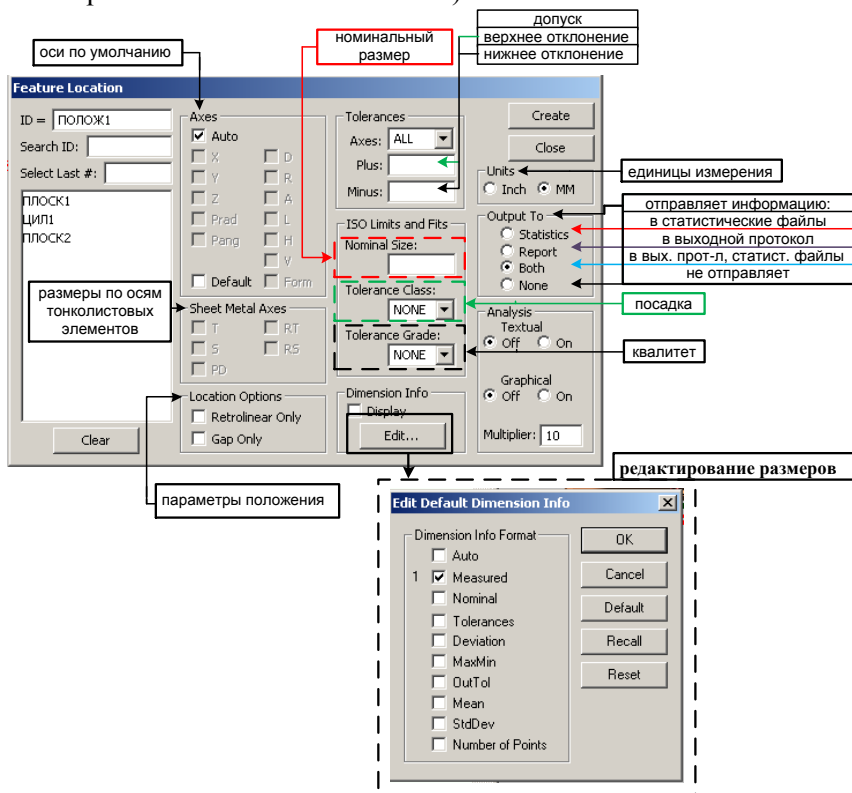 допуск
верхнее отклонение
нижнее отклонение
номинальный
размер
оси по умолчанию
Feature Location
ID = ПОЛОЖ1
Search ID:
Select Last #:
ПЛОСК1
ЦИЛ1
ПЛОСК2
Clear
Axes
Auto
X D
Y R
Z A
Prad L
Pang H
V
Default Form
Sheet Metal Axes
T RT
S RS
PD
Location Options
Retrolinear Only
Gap Only
Tolerances
Axes: ALL
Plus:
Minus:
ISO Limits and Fits
Nominal Size:
Tolerance Class:
NONE
Tolerance Grade:
NONE
Dimension Info
Display
Edit...
Create
Close
Units
Inch MM
Output To
Statistics
Report
Both
None
Analysis
Textual
Off On
Graphical
Off On
Multiplier: 10
единицы измерения
отправляет информацию:
в статистические файлы
в выходной протокол
в вых. прот-л, статист. файлы
не отправляет
размеры по осям
тонколистовых
элементов
посадка
квалитет
параметры положения
редактирование размеров
Edit Default Dimension Info
Dimension Info Format
Auto
1 Measured
Nominal
Tolerances
Deviation
MaxMin
OutTol
Mean
StdDev
Number of Points
OK
Cancel
Default
Recall
Reset